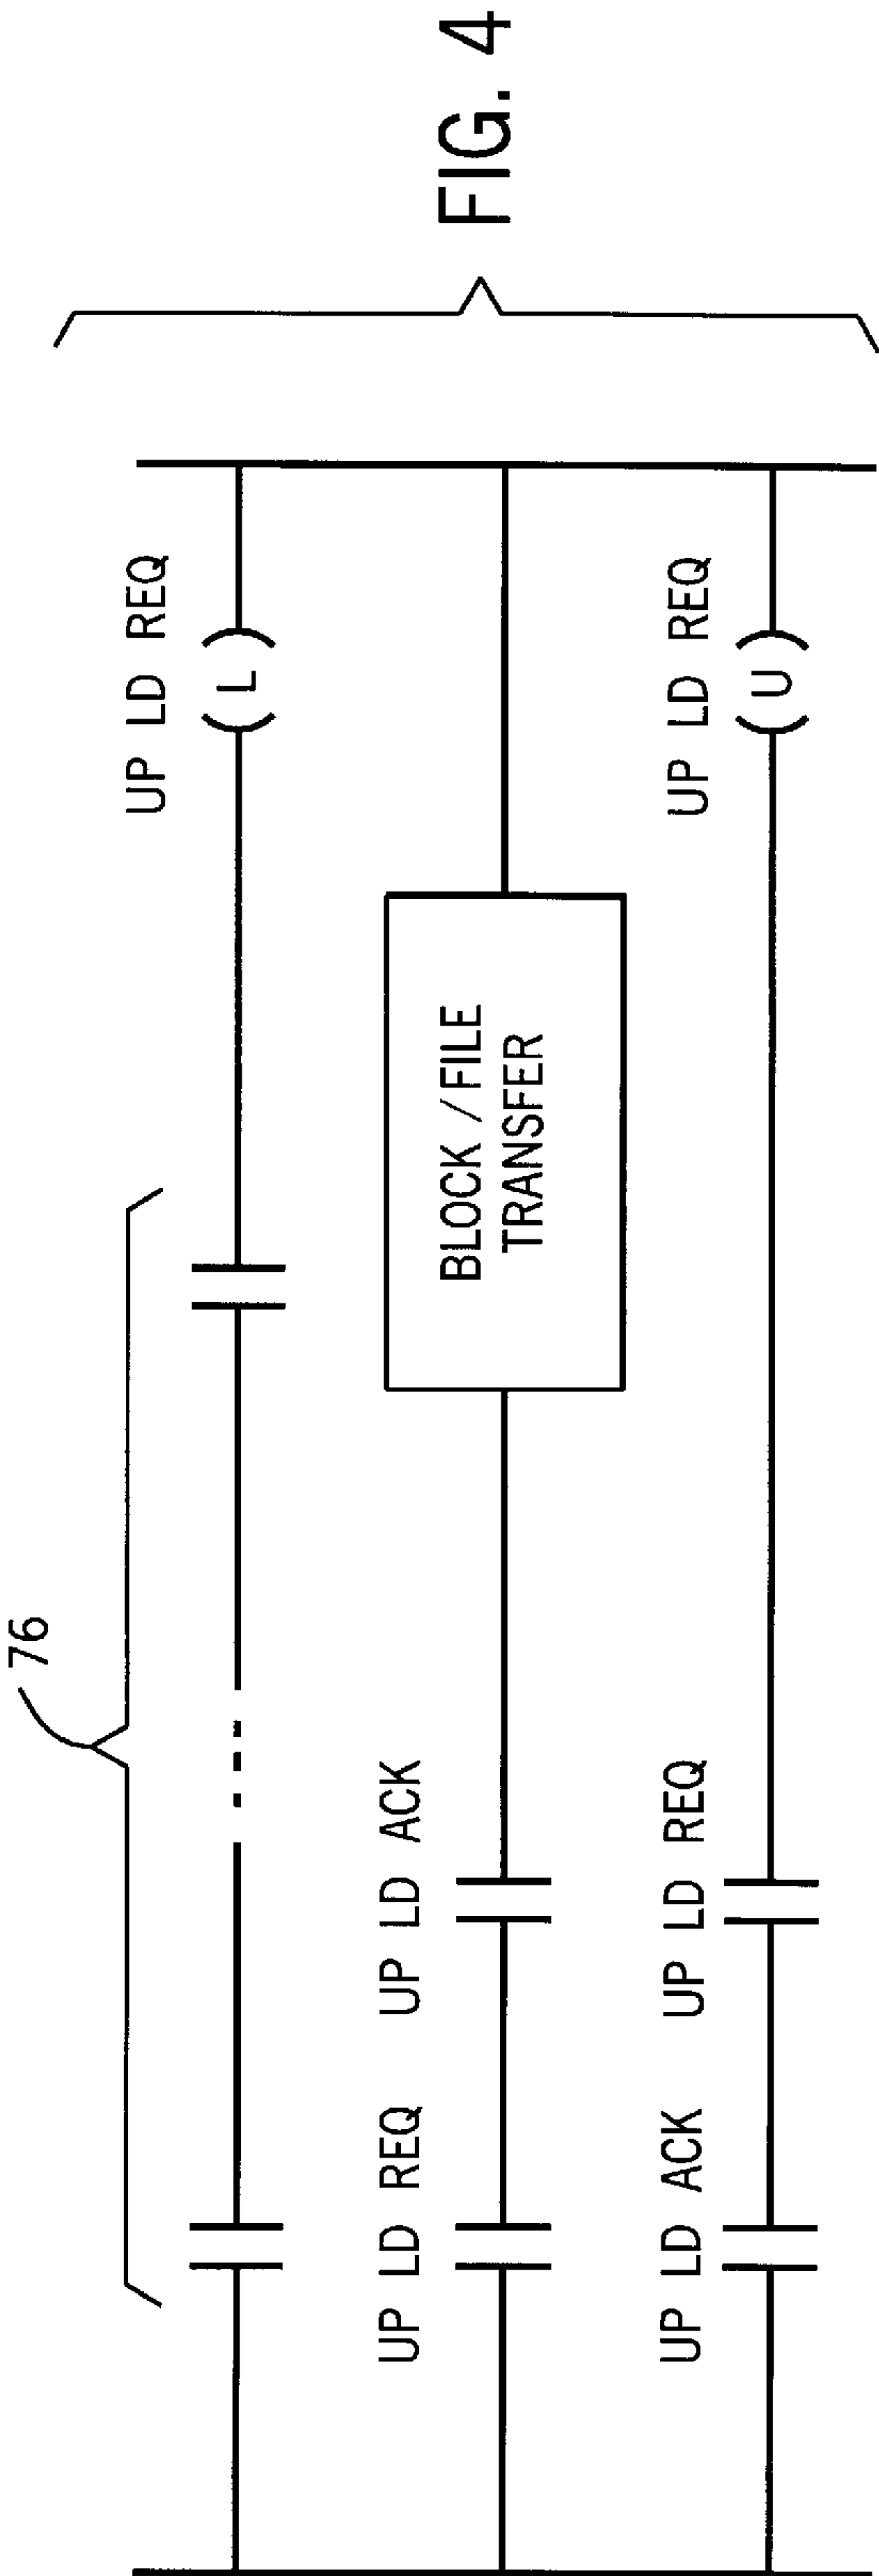 76
UP LD REQ
( L )
UP LD REQ
UP LD ACK
BLOCK / FILE
TRANSFER
UP LD ACK
UP LD REQ
UP LD REQ
( U )
FIG. 4